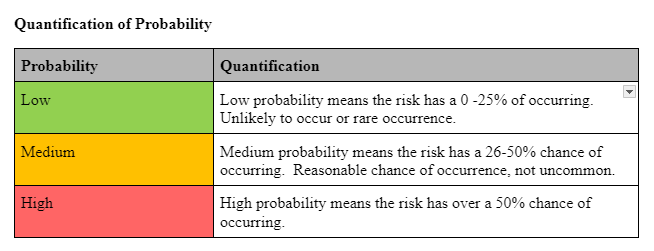 Quantification of Probability
Probability Quantification
Low Low probability means the risk has a 0 -25% of occurring.
Unlikely to occur or rare occurrence.
Medium Medium probability means the risk has a 26-50% chance of
occurring.  Reasonable chance of occurrence, not uncommon.
High High probability means the risk has over a 50% chance of
occurring.